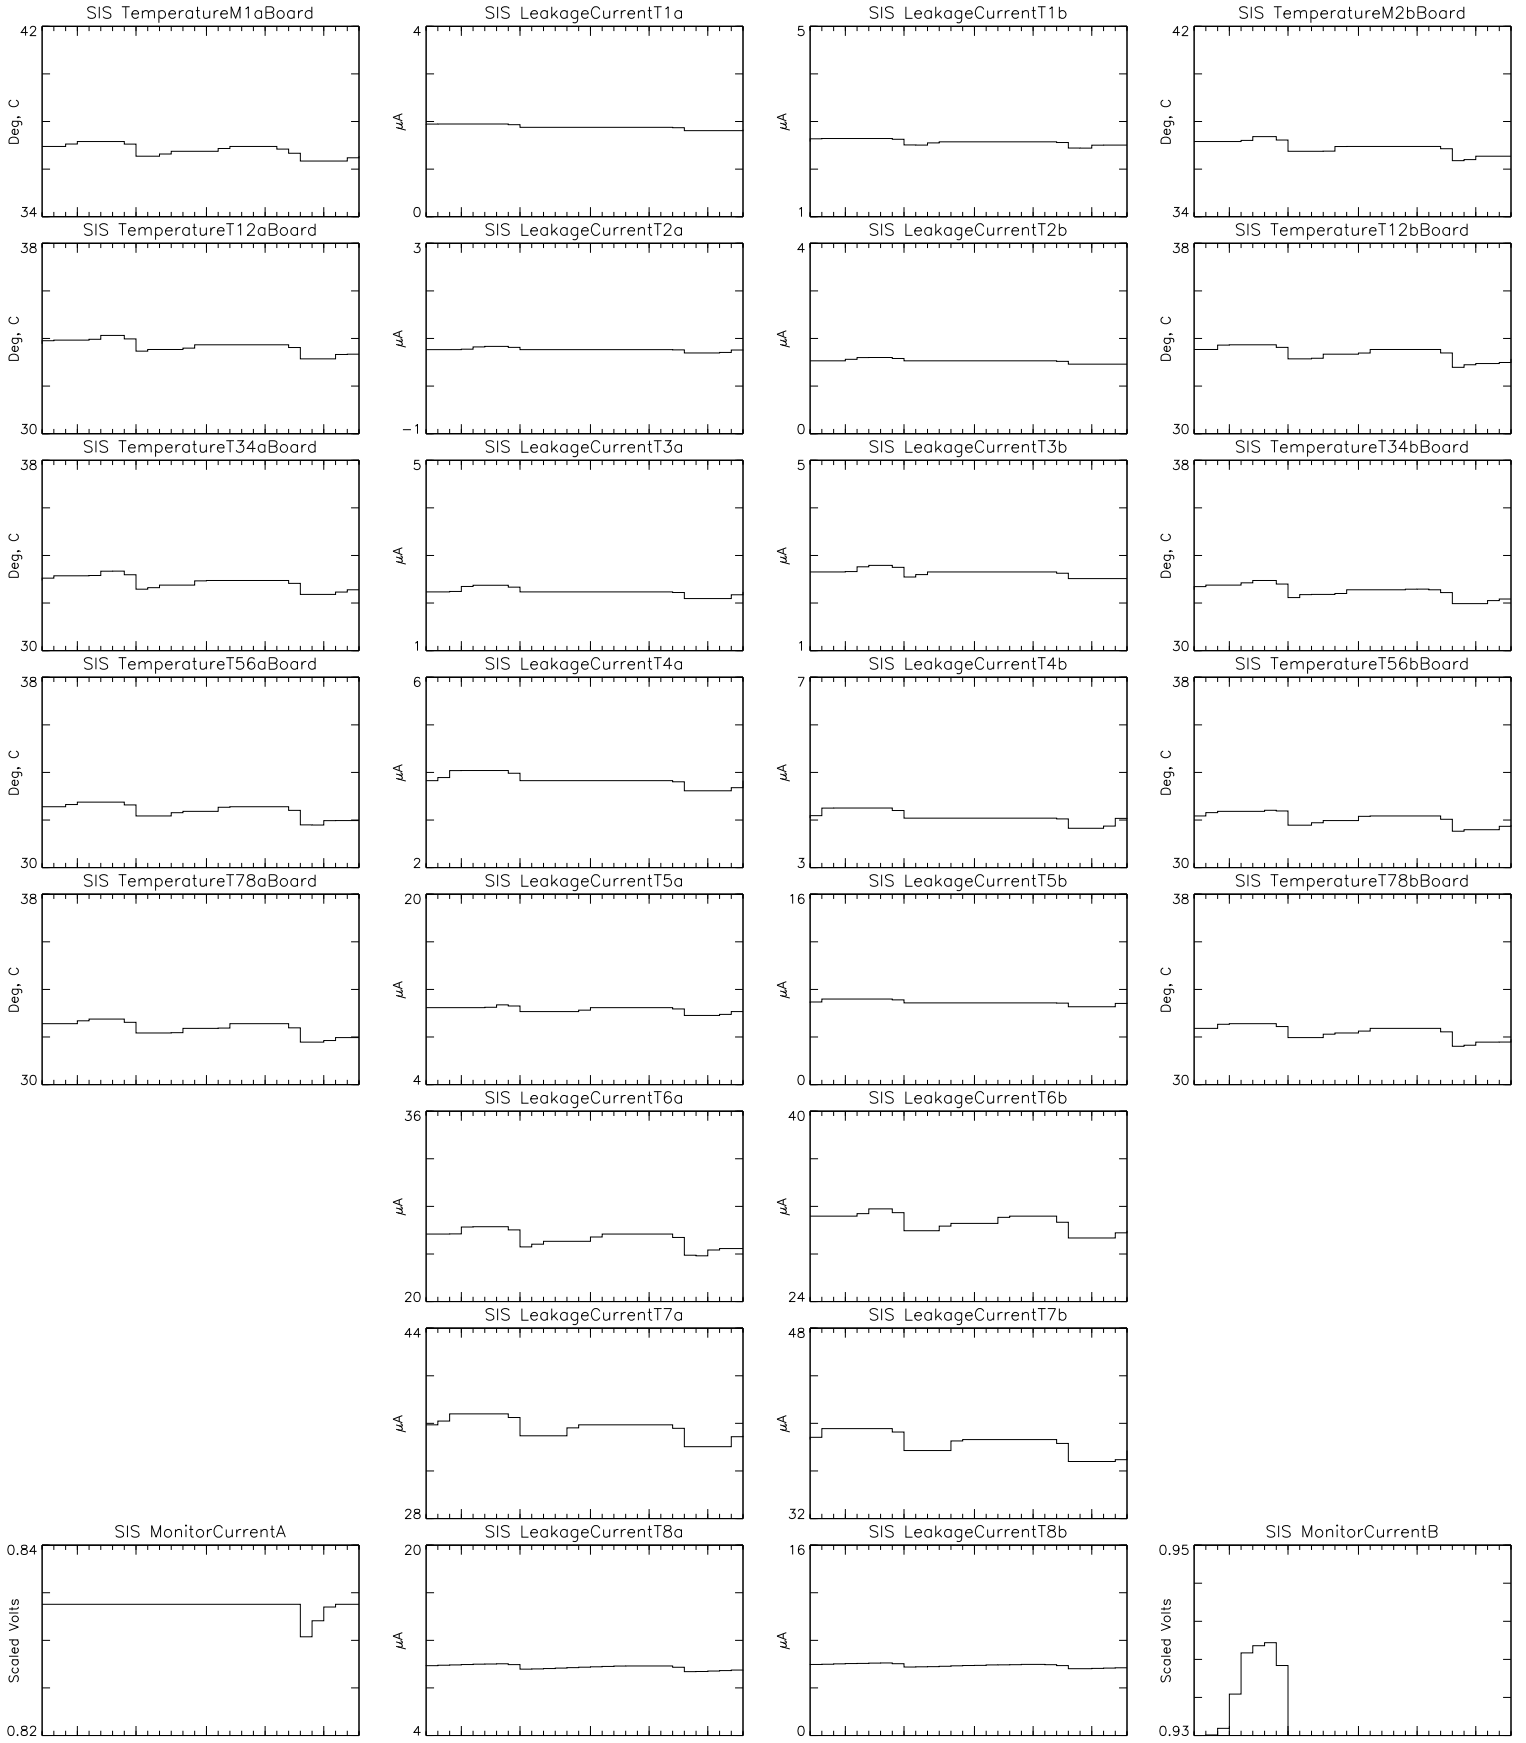 SIS TemperatureM1aBoard
42
Deg, C
34
SIS LeakageCurrentT1a
4
μA
0
SIS LeakageCurrentT1b
5
μA
1
SIS TemperatureM2bBoard
42
Deg, C
34
SIS TemperatureT12aBoard
38
Deg, C
30
SIS LeakageCurrentT2a
3
μA
-1
SIS LeakageCurrentT2b
4
μA
0
SIS TemperatureT12bBoard
38
Deg, C
30
SIS TemperatureT34aBoard
38
Deg, C
30
SIS LeakageCurrentT3a
5
μA
1
SIS LeakageCurrentT3b
5
μA
1
SIS TemperatureT34bBoard
38
Deg, C
30
SIS TemperatureT56aBoard
38
Deg, C
30
SIS LeakageCurrentT4a
6
μA
2
SIS LeakageCurrentT4b
7
μA
3
SIS TemperatureT56bBoard
38
Deg, C
30
SIS TemperatureT78aBoard
38
Deg, C
30
SIS LeakageCurrentT5a
20
μA
4
SIS LeakageCurrentT5b
16
μA
0
SIS TemperatureT78bBoard
38
Deg, C
30
SIS LeakageCurrentT6a
36
μA
20
SIS LeakageCurrentT6b
40
μA
24
SIS LeakageCurrentT7a
44
μA
28
SIS LeakageCurrentT7b
48
μA
32
SIS MonitorCurrentA
0.84
Scaled Volts
0.82
SIS LeakageCurrentT8a
20
μA
4
SIS LeakageCurrentT8b
16
μA
0
SIS MonitorCurrentB
0.95
Scaled Volts
0.93